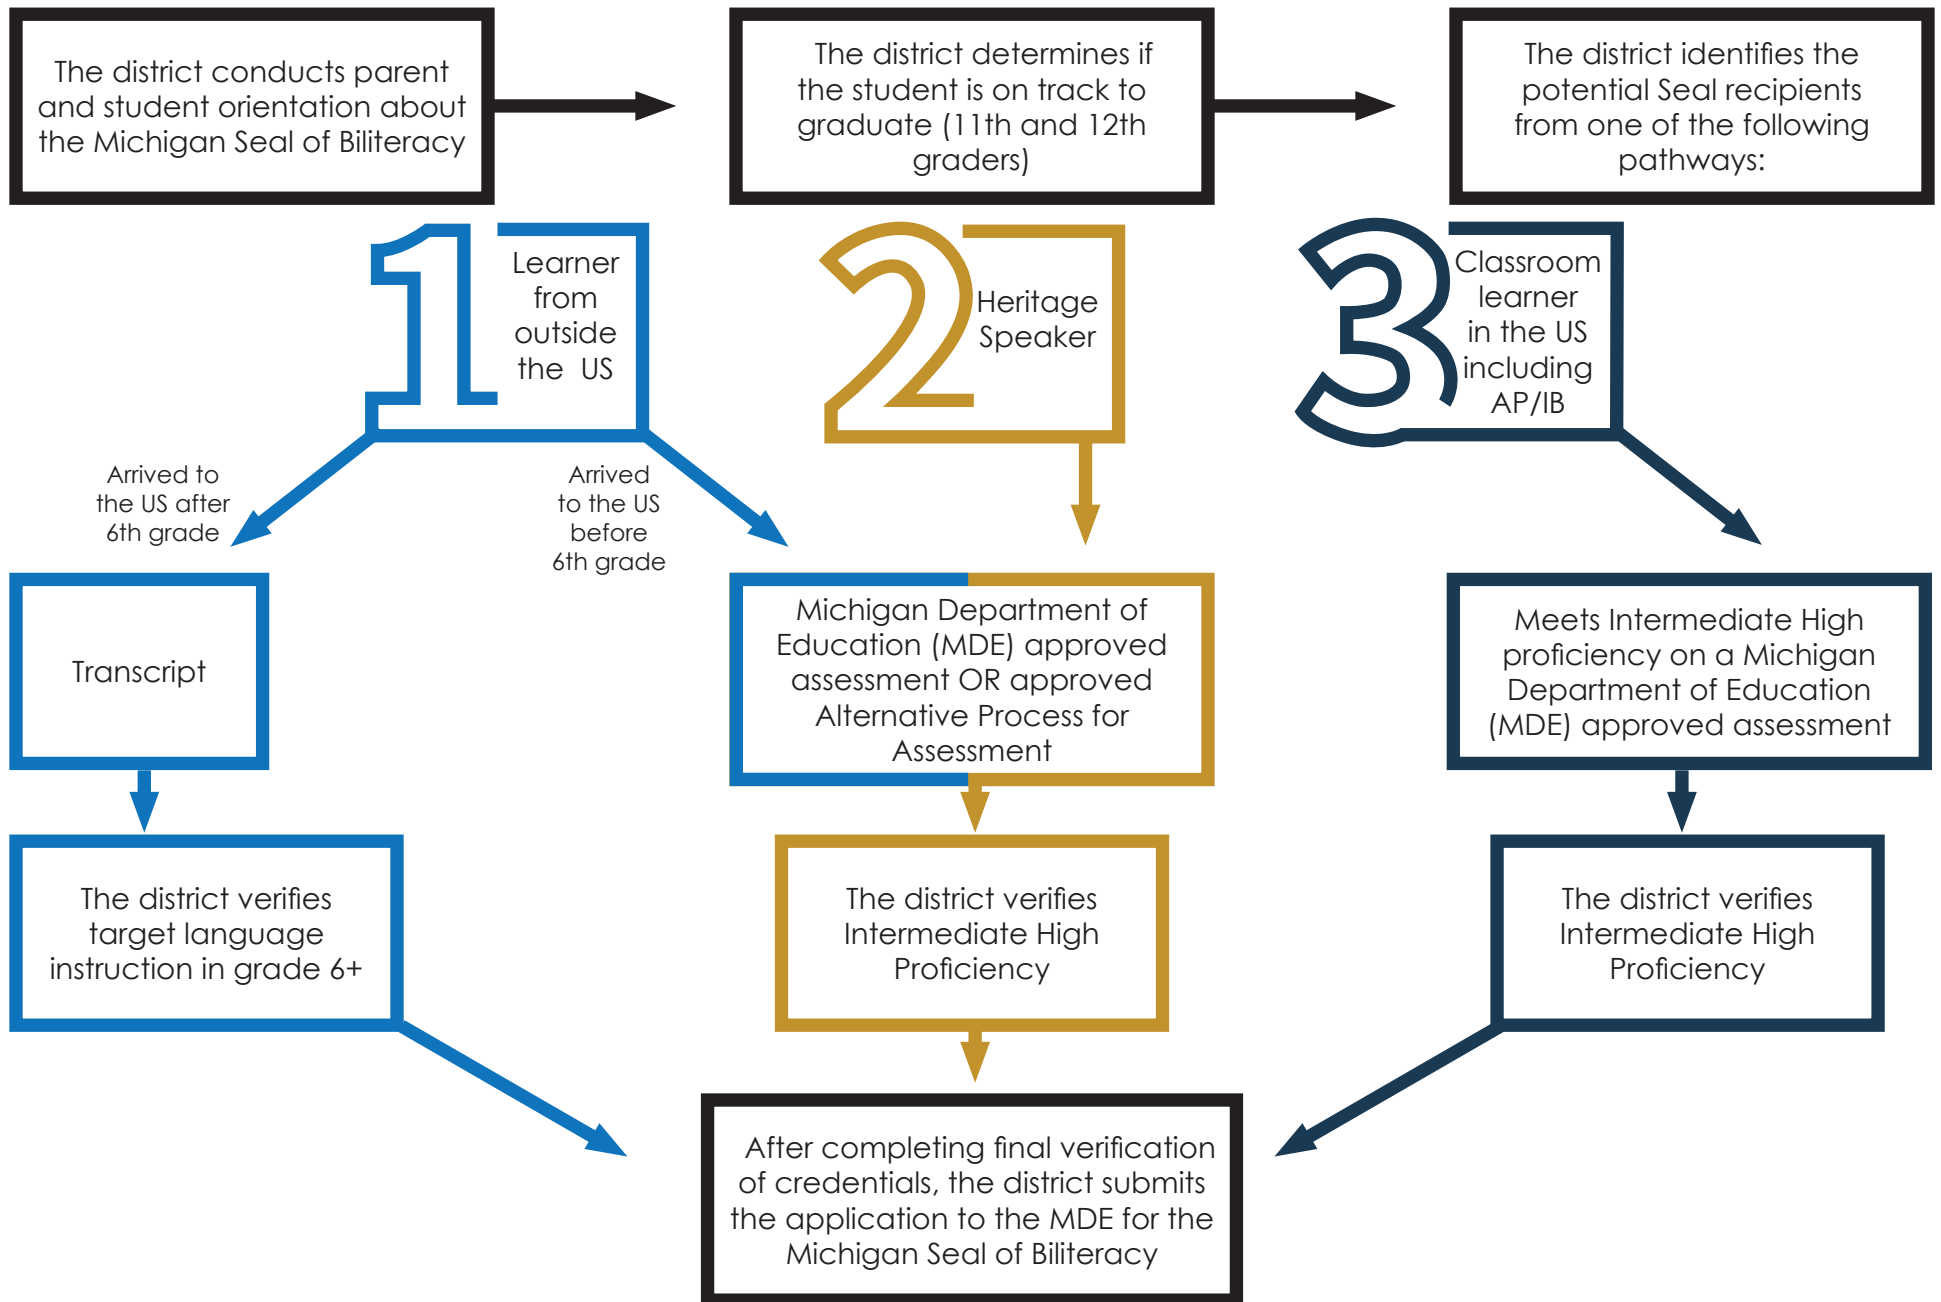 The district conducts parent
and student orientation about
the Michigan Seal of Biliteracy
The district determines if
the student is on track to
graduate (11th and 12th
graders)
The district identifies the
potential Seal recipients
from one of the following
pathways:
1
Learner
from
outside
the US
2
Heritage
Speaker
3
Classroom
learner
in the US
including
AP/IB
Arrived to
the US after
6th grade
Arrived
to the US
before
6th grade
Transcript
Michigan Department of
Education (MDE) approved
assessment OR approved
Alternative Process for
Assessment
Meets Intermediate High
proficiency on a Michigan
Department of Education
(MDE) approved assessment
The district verifies
target language
instruction in grade 6+
The district verifies
Intermediate High
Proficiency
The district verifies
Intermediate High
Proficiency
After completing final verification
of credentials, the district submits
the application to the MDE for the
Michigan Seal of Biliteracy